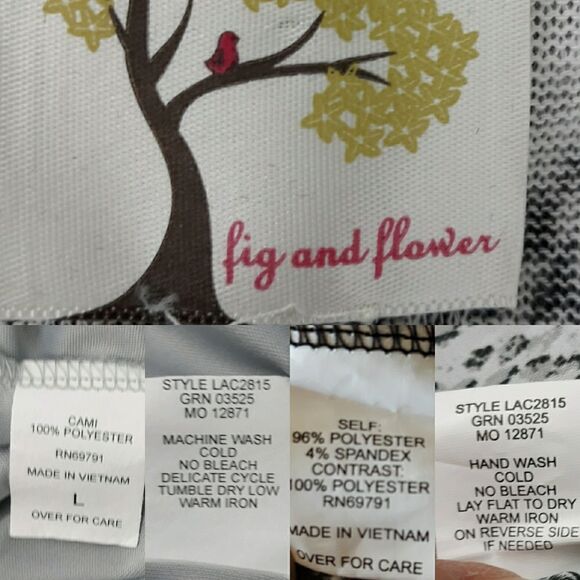 fig and flower
CAMI
100% POLYESTER
RN69791
MADE IN VIETNAM
L
OVER FOR CARE
STYLE LAC2815
GRN 03525
MO 12871
MACHINE WASH
COLD
NO BLEACH
DELICATE CYCLE
TUMBLE DRY LOW
WARM IRON
SELF:
96% POLYESTER
4% SPANDEX
CONTRAST:
100% POLYESTER
RN69791
MADE IN VIETNAM
OVER FOR CARE
STYLE LAC2815
GRN 03525
MO 12871
HAND WASH
COLD
NO BLEACH
LAY FLAT TO DRY
WARM IRON
ON REVERSE SIDE
IF NEEDED